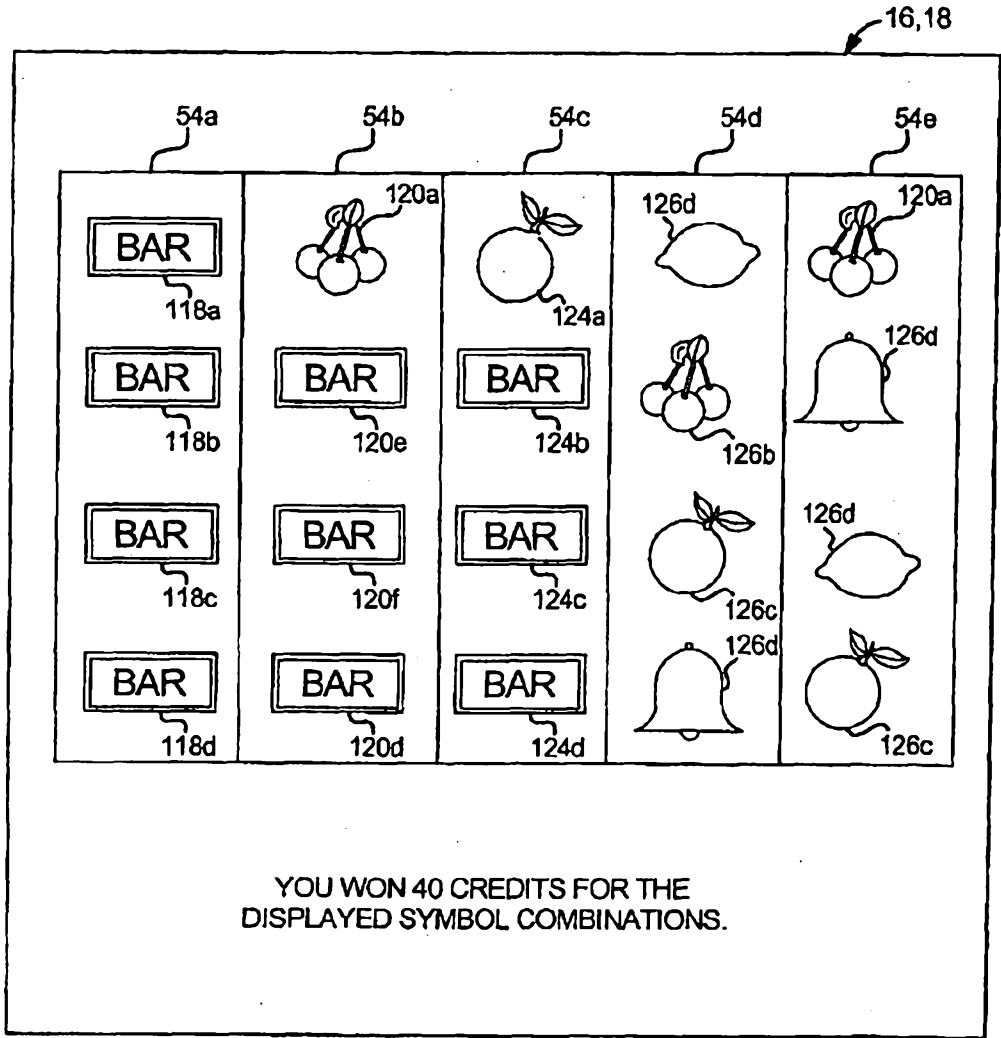 16,18
54a 54b 54c 54d 54e
BAR 120a 126d 120a
118a 124a
BAR BAR BAR 126d
118b 120e 124b 126b
BAR BAR BAR 126d
118c 120f 124c 126c
BAR BAR BAR 126d
118d 120d 124d 126c
YOU WON 40 CREDITS FOR THE
DISPLAYED SYMBOL COMBINATIONS.